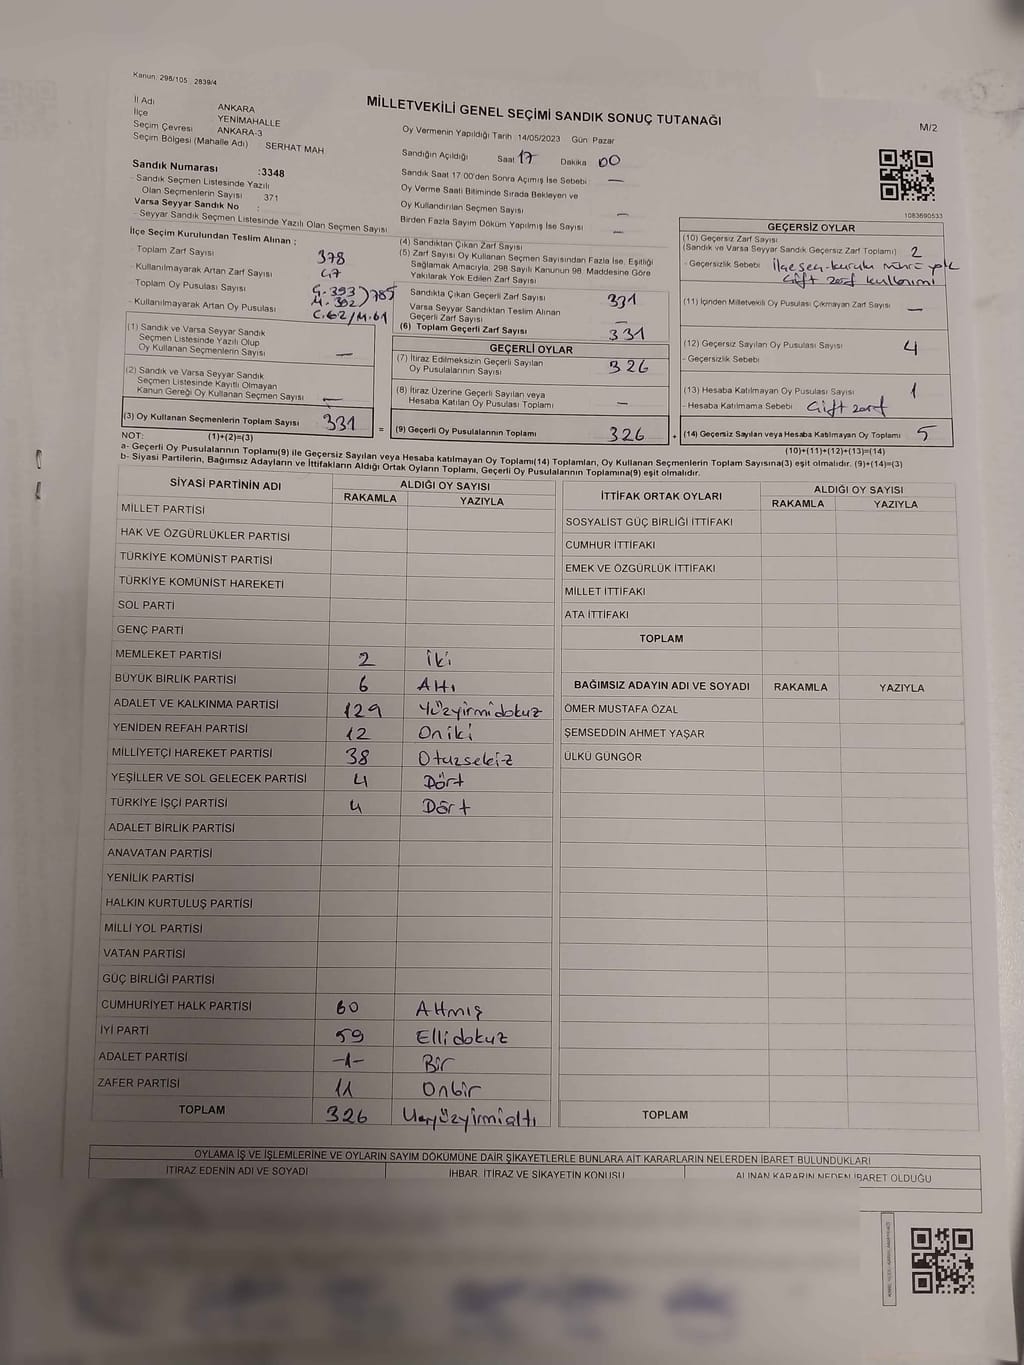 Kanun: 298/105 2839/4
MİLLETVEKİLİ GENEL SEÇİMİ SANDIK SONUÇ TUTANAĞI
M/2
İl Adı ANKARA
İlçe YENİMAHALLE
Seçim Çevresi ANKARA-3
Seçim Bölgesi (Mahalle Adı) SERHAT MAH.
Sandık Numarası :3348
- Sandık Seçmen Listesinde Yazılı
Olan Seçmenlerin Sayısı 371
Varsa Seyyar Sandık No :
- Seyyar Sandık Seçmen Listesinde Yazılı Olan Seçmen Sayısı
İlçe Seçim Kurulundan Teslim Alınan ;
- Toplam Zarf Sayısı 378
- Kullanılmayarak Artan Zarf Sayısı 47
- Toplam Oy Pusulası Sayısı 785
- Kullanılmayarak Artan Oy Pusulası C.62/M.61
(1) Sandık ve Varsa Seyyar Sandık
Seçmen Listesinde Yazılı Olup
Oy Kullanan Seçmenlerin Sayısı —
(2) Sandık ve Varsa Seyyar Sandık
Seçmen Listesinde Kayıtlı Olmayan
Kanun Gereği Oy Kullanan Seçmen Sayısı —
(3) Oy Kullanan Seçmenlerin Toplam Sayısı 331
(1)+(2)=(3)
Oy Vermenin Yapıldığı Tarih 14/05/2023 Gün Pazar
Sandığın Açıldığı Saat 17 Dakika 00
Sandık Saat 17:00'den Sonra Açımış İse Sebebi : —
Oy Verme Saati Bitiminde Sırada Bekleyen ve
Oy Kullandırılan Seçmen Sayısı —
Birden Fazla Sayım Döküm Yapılmış İse Sayısı —
(4) Sandıktan Çıkan Zarf Sayısı
(5) Zarf Sayısı Oy Kullanan Seçmen Sayısından Fazla İse, Eşitliği
Sağlamak Amacıyla, 298 Sayılı Kanunun 98. Maddesine Göre
Yakılarak Yok Edilen Zarf Sayısı
Sandıkta Çıkan Geçerli Zarf Sayısı 331
Varsa Seyyar Sandıktan Teslim Alınan
Geçerli Zarf Sayısı —
(6) Toplam Geçerli Zarf Sayısı 331
GEÇERLİ OYLAR
(7) İtiraz Edilmeksizin Geçerli Sayılan
Oy Pusulalarının Sayısı 326
(8) İtiraz Üzerine Geçerli Sayılan veya
Hesaba Katılan Oy Pusulası Toplamı —
= (9) Geçerli Oy Pusulalarının Toplamı 326
1083690533
GEÇERSİZ OYLAR
(10) Geçersiz Zarf Sayısı
(Sandık ve Varsa Seyyar Sandık Geçersiz Zarf Toplamı) 2
- Geçersizlik Sebebi
Çift zarf kullanımı
(11) İçinden Milletvekili Oy Pusulası Çıkmayan Zarf Sayısı —
(12) Geçersiz Sayılan Oy Pusulası Sayısı 4
- Geçersizlik Sebebi
(13) Hesaba Katılmayan Oy Pusulası Sayısı 1
- Hesaba Katılmama Sebebi Çift zarf
+ (14) Geçersiz Sayılan veya Hesaba Katılmayan Oy Toplamı 5
(10)+(11)+(12)+(13)=(14)
NOT:
a- Geçerli Oy Pusulalarının Toplamı(9) ile Geçersiz Sayılan veya Hesaba Katılmayan Oy Toplamı(14) Toplamları, Oy Kullanan Seçmenlerin Toplam Sayısına(3) eşit olmalıdır. (9)+(14)=(3)
b- Siyasi Partilerin, Bağımsız Adayların ve İttifakların Aldığı Ortak Oyların Toplamı, Geçerli Oy Pusulalarının Toplamına(9) eşit olmalıdır.
SİYASİ PARTİNİN ADI ALDIĞI OY SAYISI
RAKAMLA YAZIYLA
MİLLET PARTİSİ
HAK VE ÖZGÜRLÜKLER PARTİSİ
TÜRKİYE KOMÜNİST PARTİSİ
TÜRKİYE KOMÜNİST HAREKETİ
SOL PARTİ
GENÇ PARTİ
MEMLEKET PARTİSİ 2 iki
BÜYÜK BİRLİK PARTİSİ 6 Altı
ADALET VE KALKINMA PARTİSİ 129 Yüzyirmidokuz
YENİDEN REFAH PARTİSİ 12 Oniki
MİLLİYETÇİ HAREKET PARTİSİ 38 Otuzsekiz
YEŞİLLER VE SOL GELECEK PARTİSİ 4 Dört
TÜRKİYE İŞÇİ PARTİSİ 4 Dört
ADALET BİRLİK PARTİSİ
ANAVATAN PARTİSİ
YENİLİK PARTİSİ
HALKIN KURTULUŞ PARTİSİ
MİLLİ YOL PARTİSİ
VATAN PARTİSİ
GÜÇ BİRLİĞİ PARTİSİ
CUMHURİYET HALK PARTİSİ 60 Altmış
İYİ PARTİ 59 Ellidokuz
ADALET PARTİSİ -1- Bir
ZAFER PARTİSİ 11 Onbir
TOPLAM 326 Üçyüzyirmialtı
İTTİFAK ORTAK OYLARI ALDIĞI OY SAYISI
RAKAMLA YAZIYLA
SOSYALİST GÜÇ BİRLİĞİ İTTİFAKI
CUMHUR İTTİFAKI
EMEK VE ÖZGÜRLÜK İTTİFAKI
MİLLET İTTİFAKI
ATA İTTİFAKI
TOPLAM
BAĞIMSIZ ADAYIN ADI VE SOYADI RAKAMLA YAZIYLA
ÖMER MUSTAFA ÖZAL
ŞEMSEDDİN AHMET YAŞAR
ÜLKÜ GÜNGÖR
TOPLAM
OYLAMA İŞ VE İŞLEMLERİNE VE OYLARIN SAYIM DÖKÜMÜNE DAİR ŞİKAYETLERLE BUNLARA AİT KARARLARIN NELERDEN İBARET BULUNDUKLARI
İTİRAZ EDENİN ADI VE SOYADI İHBAR, İTİRAZ VE ŞİKAYETİN KONUSU ALINAN KARARIN NEDEN İBARET OLDUĞU